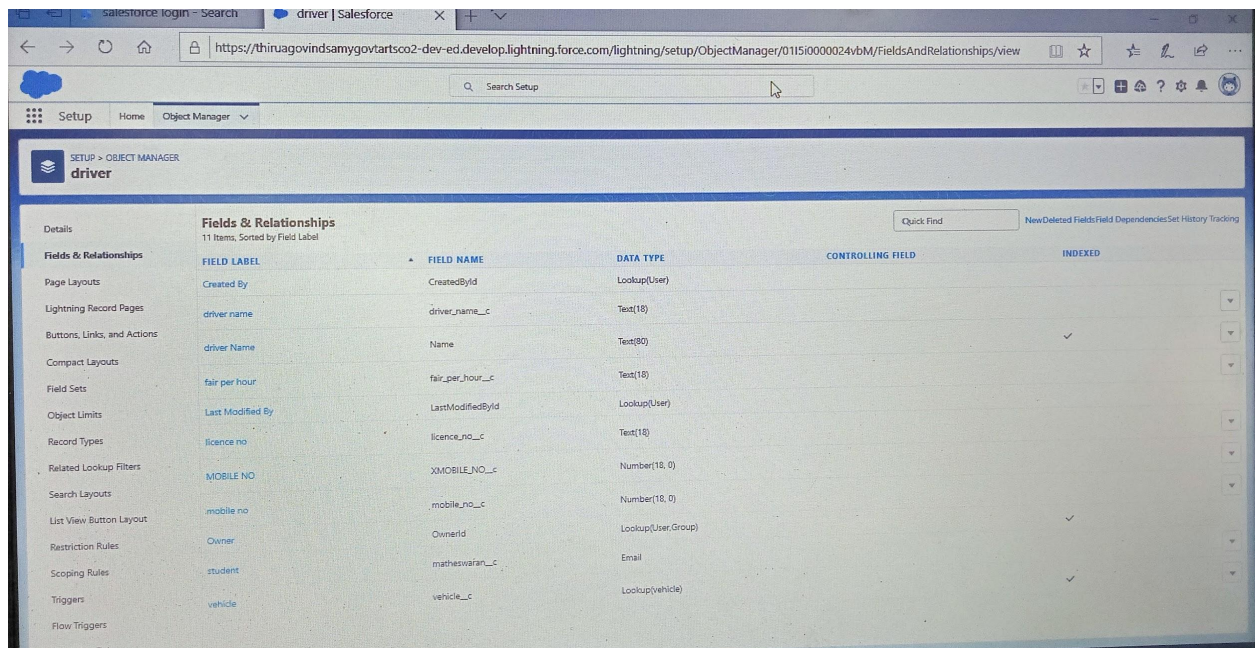 salesforce login - Search
driver | Salesforce
https://thiruagovindsamygovtartsco2-dev-ed.develop.lightning.force.com/lightning/setup/ObjectManager/01I5i0000024vbM/FieldsAndRelationships/view
Search Setup
Setup Home Object Manager
SETUP > OBJECT MANAGER
driver
Details
Fields & Relationships
Page Layouts
Lightning Record Pages
Buttons, Links, and Actions
Compact Layouts
Field Sets
Object Limits
Record Types
Related Lookup Filters
Search Layouts
List View Button Layout
Restriction Rules
Scoping Rules
Triggers
Flow Triggers
Fields & Relationships
11 Items, Sorted by Field Label
Quick Find
New Deleted Fields Field Dependencies Set History Tracking
FIELD LABEL FIELD NAME DATA TYPE CONTROLLING FIELD INDEXED
Created By CreatedById Lookup(User)
driver name driver_name__c Text(18)
driver Name Name Text(80)
fair per hour fair_per_hour__c Text(18)
Last Modified By LastModifiedById Lookup(User)
licence no licence_no__c Text(18)
MOBILE NO XMOBILE_NO__c Number(18, 0)
mobile no mobile_no__c Number(18, 0)
Owner OwnerId Lookup(User,Group)
student matheswaran__c Email
vehicle vehicle__c Lookup(vehicle)